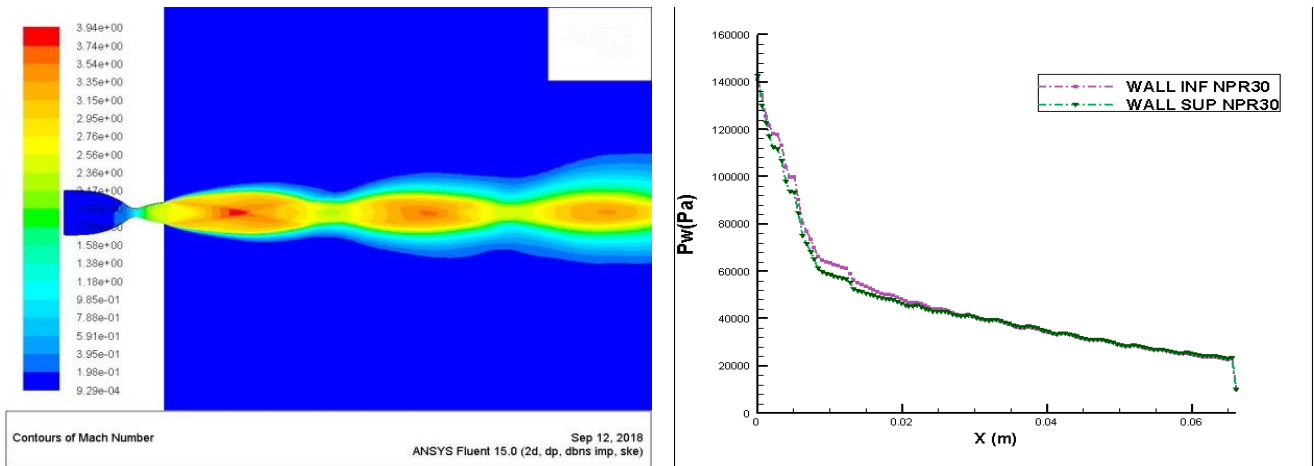 3.94e+00
3.74e+00
3.55e+00
3.35e+00
3.15e+00
2.95e+00
2.76e+00
2.56e+00
2.36e+00
2.17e+00
1.58e+00
1.38e+00
1.18e+00
9.85e-01
7.88e-01
5.91e-01
3.95e-01
1.98e-01
9.29e-04
Contours of Mach Number
Sep 12, 2018
ANSYS Fluent 15.0 (2d, dp, dbns imp, ske)
160000
140000
120000
100000
80000
60000
40000
20000
0
Pw(Pa)
WALL INF NPR30
WALL SUP NPR30
0
0.02
0.04
0.06
X (m)